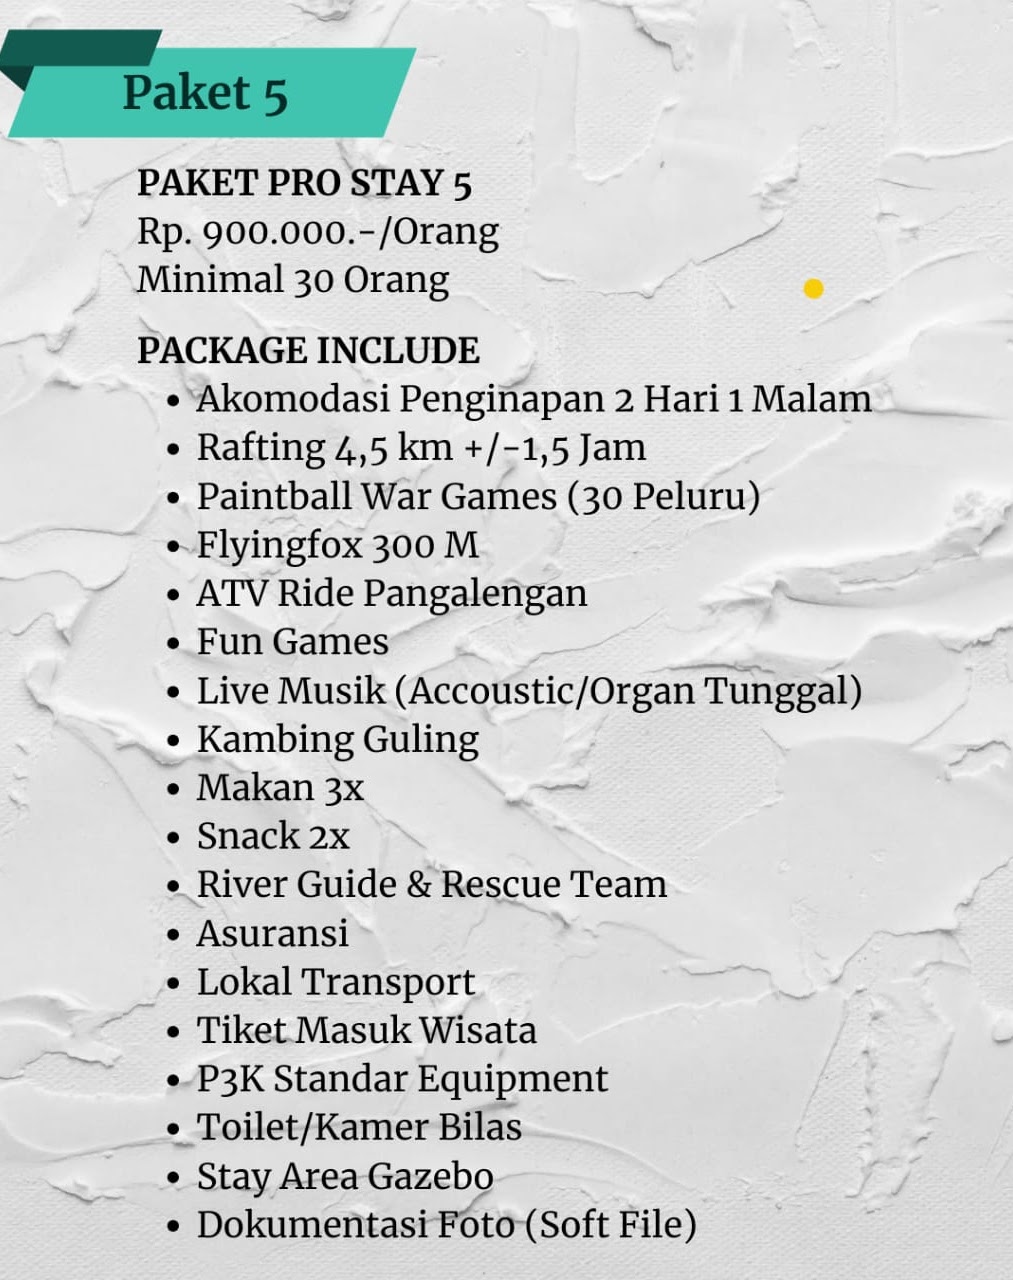 Paket 5
PAKET PRO STAY 5
Rp. 900.000.-/Orang
Minimal 30 Orang
PACKAGE INCLUDE
• Akomodasi Penginapan 2 Hari 1 Malam
• Rafting 4,5 km +/-1,5 Jam
• Paintball War Games (30 Peluru)
• Flyingfox 300 M
• ATV Ride Pangalengan
• Fun Games
• Live Musik (Accoustic/Organ Tunggal)
• Kambing Guling
• Makan 3x
• Snack 2x
• River Guide & Rescue Team
• Asuransi
• Lokal Transport
• Tiket Masuk Wisata
• P3K Standar Equipment
• Toilet/Kamer Bilas
• Stay Area Gazebo
• Dokumentasi Foto (Soft File)